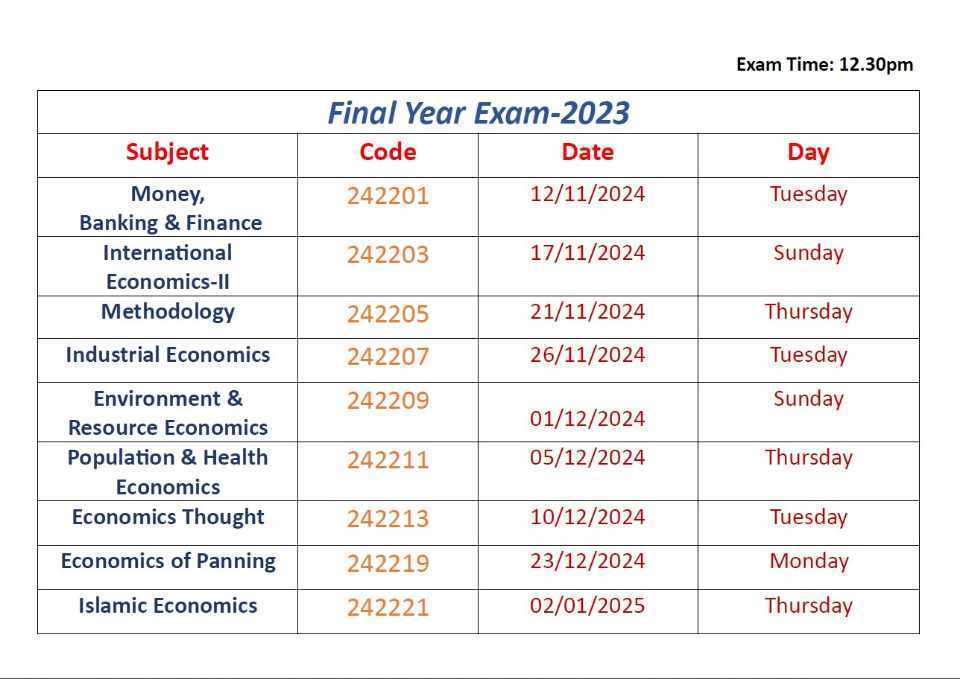 Exam Time: 12.30pm
Final Year Exam-2023
Subject Code Date Day
Money, 242201 12/11/2024 Tuesday
Banking & Finance
International 242203 17/11/2024 Sunday
Economics-II
Methodology 242205 21/11/2024 Thursday
Industrial Economics 242207 26/11/2024 Tuesday
Environment & 242209 01/12/2024 Sunday
Resource Economics
Population & Health 242211 05/12/2024 Thursday
Economics
Economics Thought 242213 10/12/2024 Tuesday
Economics of Panning 242219 23/12/2024 Monday
Islamic Economics 242221 02/01/2025 Thursday